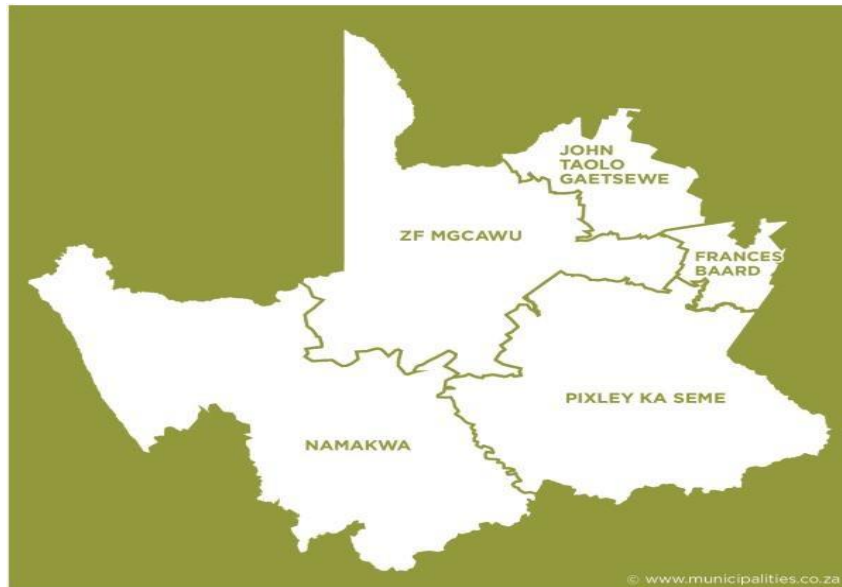 JOHN
TAOLO
GAETSEWE
ZF MGCAWU
FRANCES
BAARD
PIXLEY KA SEME
NAMAKWA
© www.municipalities.co.za